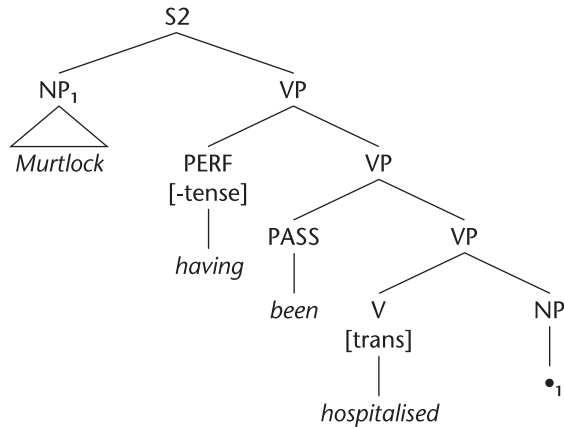 S2
NP₁ VP
Murtlock PERF VP
[-tense]
PASS VP
having
been V NP
[trans]
•₁
hospitalised